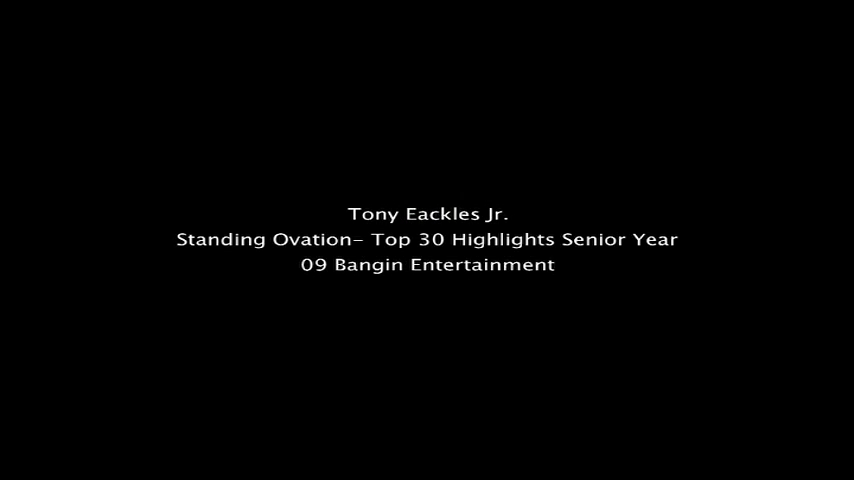 Tony Eackles Jr.
Standing Ovation- Top 30 Highlights Senior Year
09 Bangin Entertainment